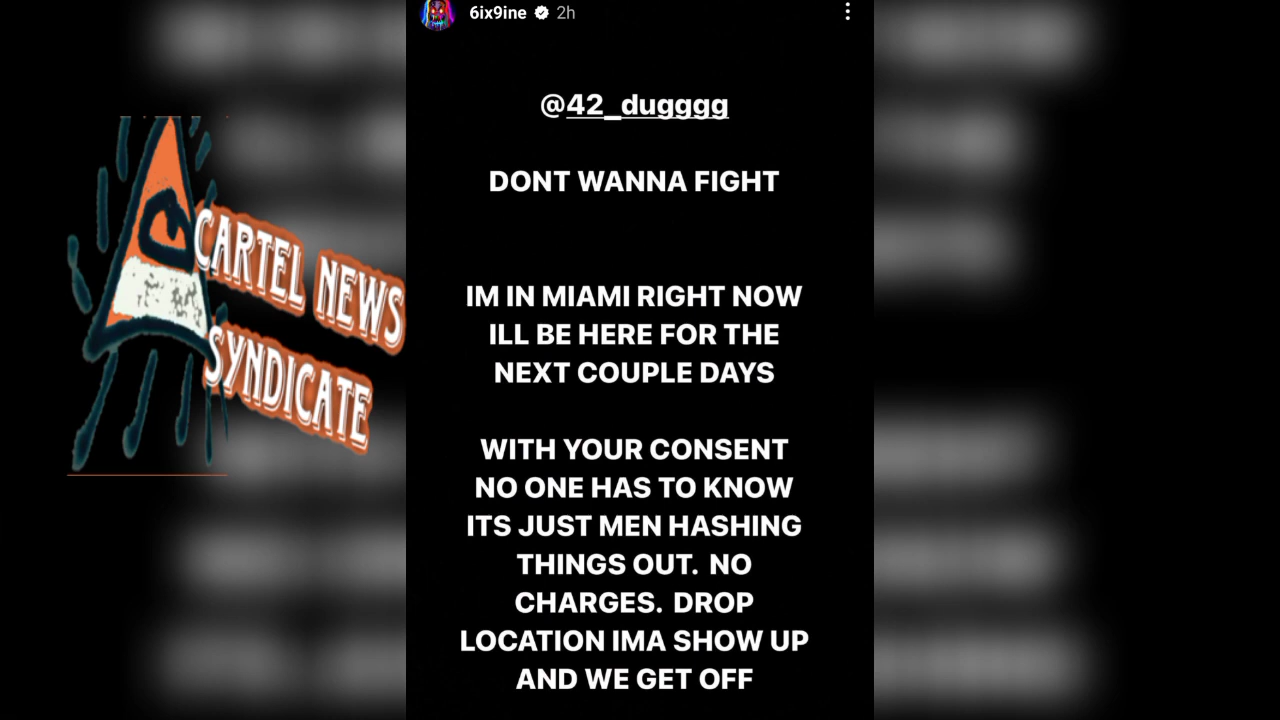 6ix9ine 2h
@42_dugggg
DONT WANNA FIGHT
IM IN MIAMI RIGHT NOW
ILL BE HERE FOR THE
NEXT COUPLE DAYS
WITH YOUR CONSENT
NO ONE HAS TO KNOW
ITS JUST MEN HASHING
THINGS OUT. NO
CHARGES. DROP
LOCATION IMA SHOW UP
AND WE GET OFF
CARTEL NEWS
SYNDICATE